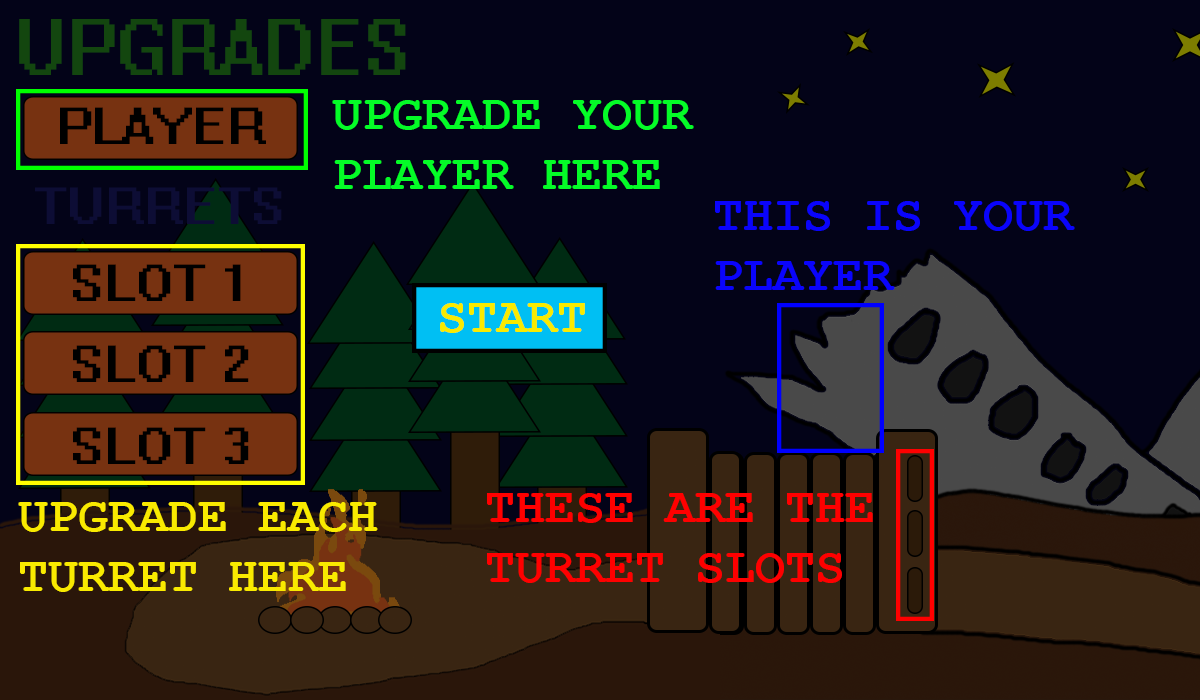 UPGRADES
PLAYER
UPGRADE YOUR
PLAYER HERE
TURRETS
THIS IS YOUR
PLAYER
SLOT 1
START
SLOT 2
SLOT 3
UPGRADE EACH
TURRET HERE
THESE ARE THE
TURRET SLOTS